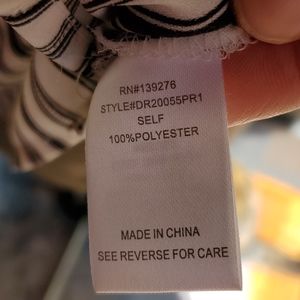 RN#139276
STYLE#DR20055PR1
SELF
100%POLYESTER
MADE IN CHINA
SEE REVERSE FOR CARE